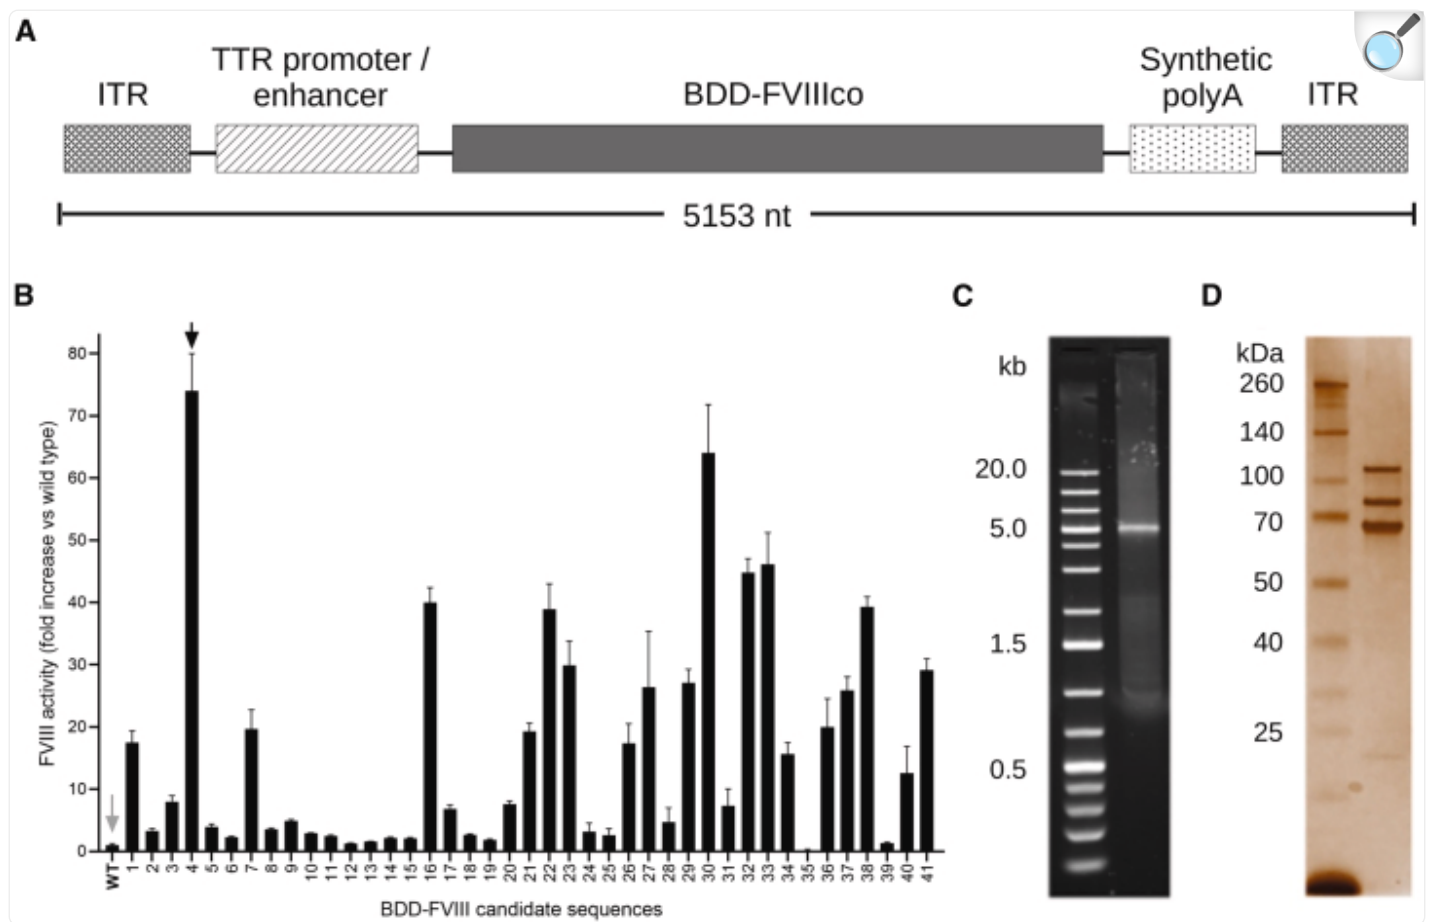 A
TTR promoter /
enhancer
ITR
BDD-FVIIIco
Synthetic
polyA
ITR
5153 nt
B
FVIII activity (fold increase vs wild type)
80
70
60
50
40
30
20
10
0
WT 1 2 3 4 5 6 7 8 9 10 11 12 13 14 15 16 17 18 19 20 21 22 23 24 25 26 27 28 29 30 31 32 33 34 35 36 37 38 39 40 41
BDD-FVIII candidate sequences
C
kb
20.0
5.0
1.5
0.5
D
kDa
260
140
100
70
50
40
25